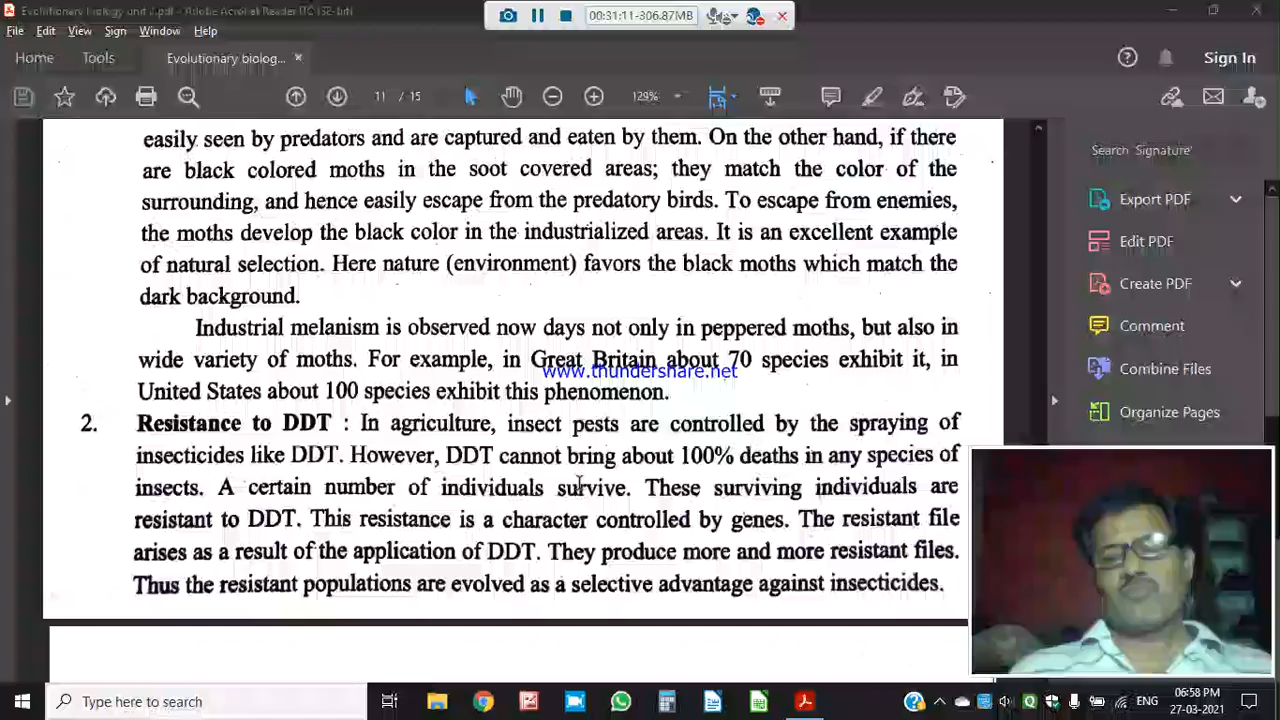 Evolutionary biology unit 2.pdf - Adobe Acrobat Reader DC (32-bit)
00:31:11-306.87MB
File Edit View Sign Window Help
Home Tools Evolutionary biolog... × Sign In
11 / 15 129%
easily seen by predators and are captured and eaten by them. On the other hand, if there
are black colored moths in the soot covered areas; they match the color of the
surrounding, and hence easily escape from the predatory birds. To escape from enemies,
the moths develop the black color in the industrialized areas. It is an excellent example
of natural selection. Here nature (environment) favors the black moths which match the
dark background.
Industrial melanism is observed now days not only in peppered moths, but also in
wide variety of moths. For example, in Great Britain about 70 species exhibit it, in
www.thundershare.net
United States about 100 species exhibit this phenomenon.
2. Resistance to DDT : In agriculture, insect pests are controlled by the spraying of
insecticides like DDT. However, DDT cannot bring about 100% deaths in any species of
insects. A certain number of individuals survive. These surviving individuals are
resistant to DDT. This resistance is a character controlled by genes. The resistant file
arises as a result of the application of DDT. They produce more and more resistant files.
Thus the resistant populations are evolved as a selective advantage against insecticides.
Search 'Signature'
Export PDF
Edit PDF
Create PDF
Comment
Combine Files
Organize Pages
Type here to search
ENG
06:58 PM
27-03-2021